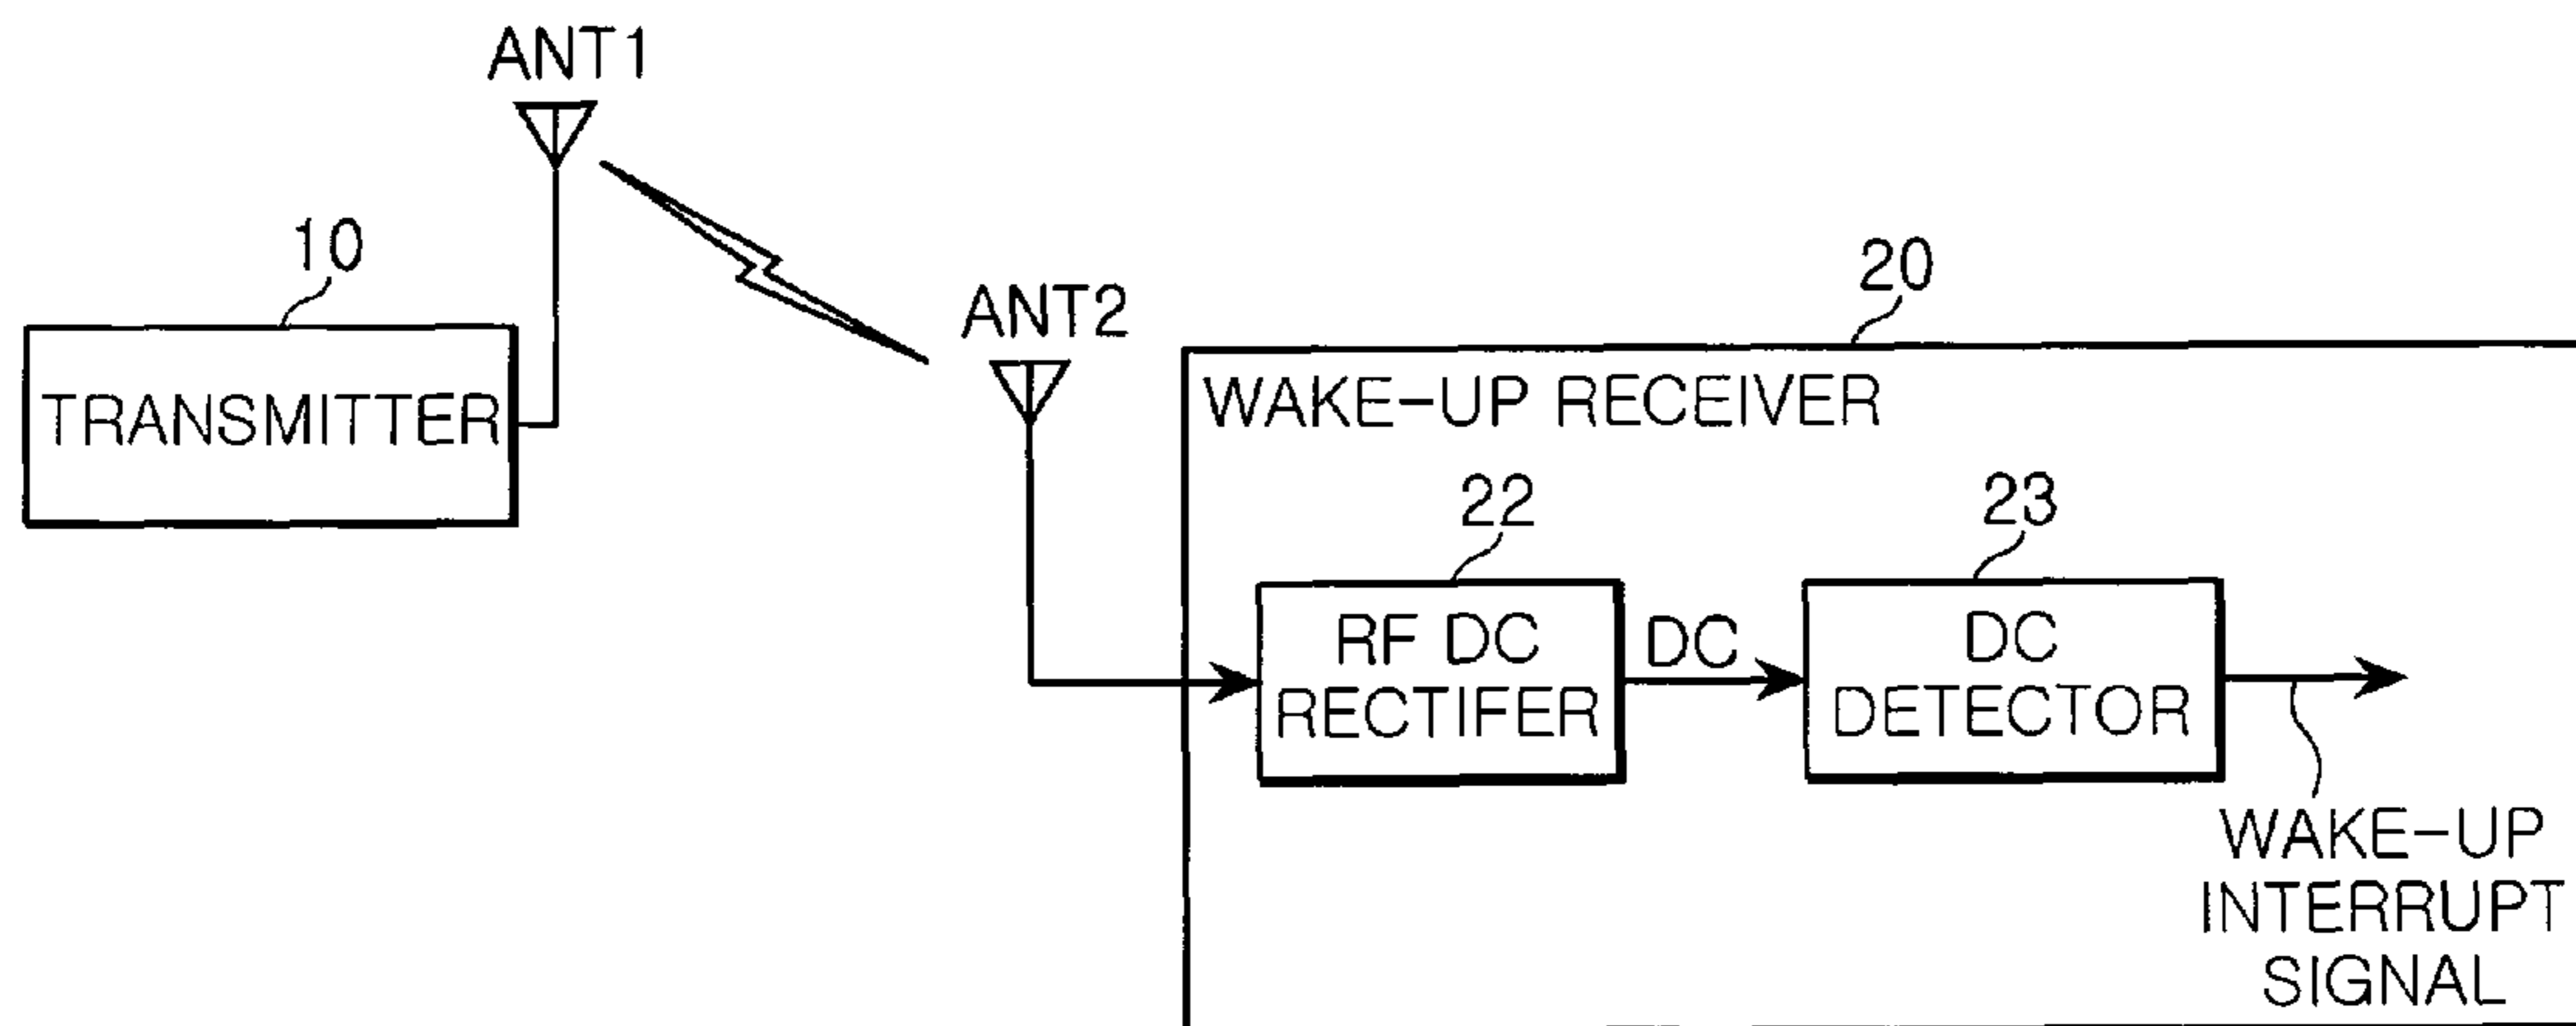 ANT1
10
TRANSMITTER
ANT2
20
WAKE-UP RECEIVER
22
RF DC
RECTIFER
DC
23
DC
DETECTOR
WAKE-UP
INTERRUPT
SIGNAL